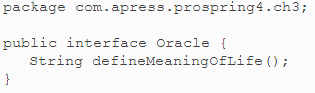 package com.apress.prospring4.ch3;
public interface Oracle {
String defineMeaningOfLife();
}